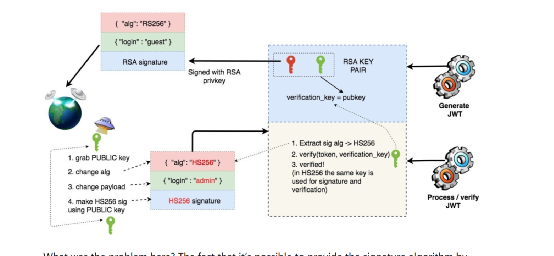 { "alg": "RS256" }
{ "login" : "guest" }
RSA signature
Signed with RSA
privkey
RSA KEY
PAIR
verification_key = pubkey
Generate
JWT
1. grab PUBLIC key
2. change alg
3. change payload
4. make HS256 sig
using PUBLIC key
{ "alg": "HS256" }
{ "login" : "admin" }
HS256 signature
1. Extract sig alg -> HS256
2. verify(token, verification_key)
3. verified!
(in HS256 the same key is
used for signature and
verification)
Process / verify
JWT
What was the problem here? The fact that it's possible to provide the signature algorithm by